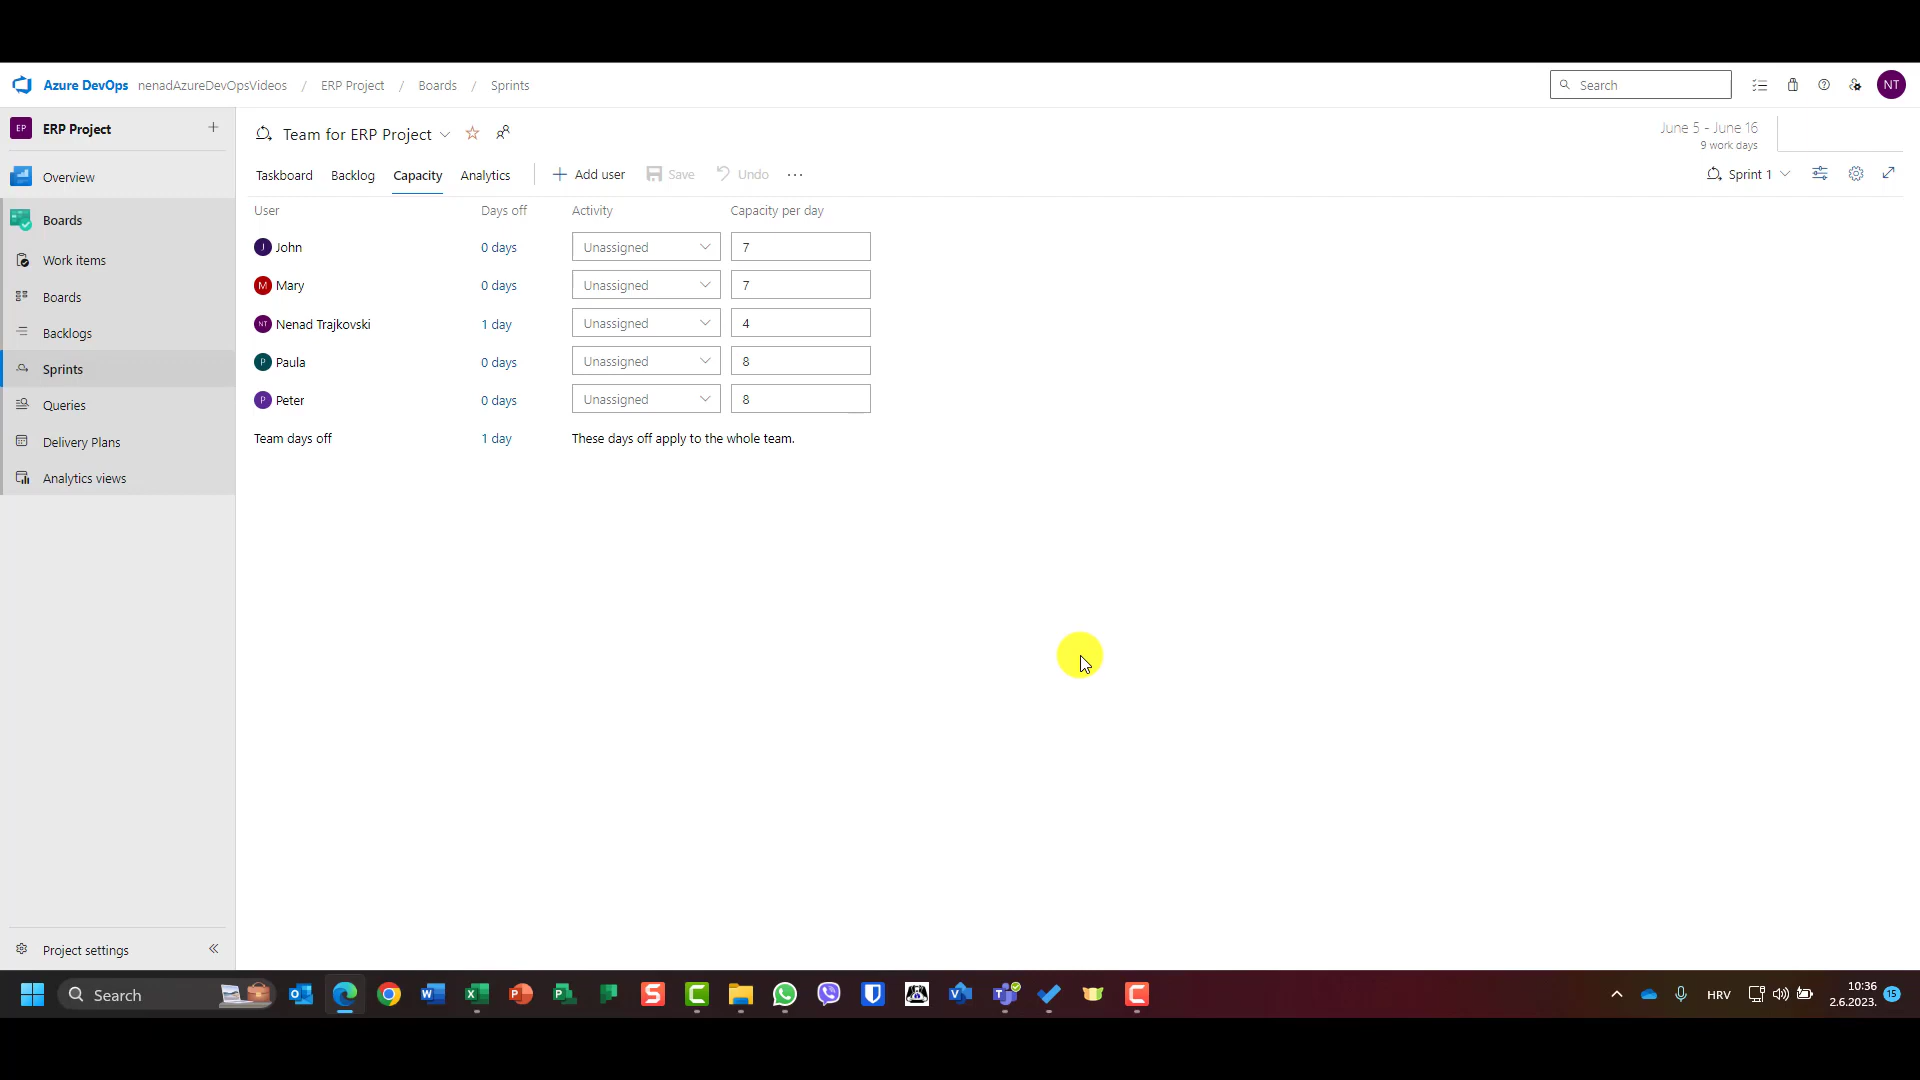 Azure DevOps nenadAzureDevOpsVideos / ERP Project / Boards / Sprints
Search
NT
EP ERP Project
Overview
Boards
Work items
Boards
Backlogs
Sprints
Queries
Delivery Plans
Analytics views
Project settings
Team for ERP Project
June 5 - June 16
9 work days
Taskboard Backlog Capacity Analytics Add user Save Undo
Sprint 1
User Days off Activity Capacity per day
J John 0 days Unassigned 7
M Mary 0 days Unassigned 7
NT Nenad Trajkovski 1 day Unassigned 4
P Paula 0 days Unassigned 8
P Peter 0 days Unassigned 8
Team days off 1 day These days off apply to the whole team.
Search
HRV
10:36
2.6.2023.
15